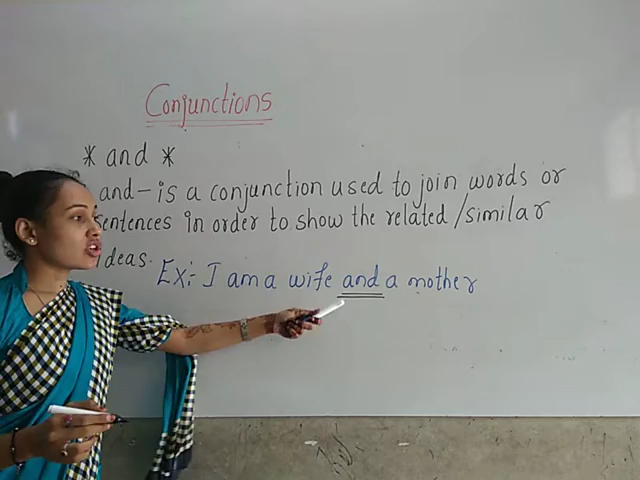 Conjunctions
* and *
and - is a conjunction used to join words or
sentences in order to show the related / similar
ideas.
Ex:- I am a wife and a mother